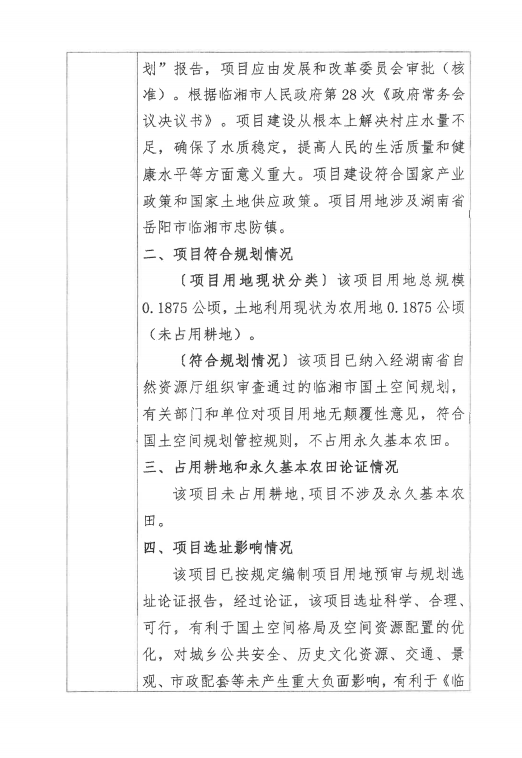 划”报告，项目应由发展和改革委员会审批（核
准）。根据临湘市人民政府第 28 次《政府常务会
议决议书》。项目建设从根本上解决村庄水量不
足，确保了水质稳定，提高人民的生活质量和健
康水平等方面意义重大。项目建设符合国家产业
政策和国家土地供应政策。项目用地涉及湖南省
岳阳市临湘市忠防镇。
二、项目符合规划情况
〔项目用地现状分类〕该项目用地总规模
0.1875 公顷，土地利用现状为农用地 0.1875 公顷
（未占用耕地）。
〔符合规划情况〕该项目已纳入经湖南省自
然资源厅组织审查通过的临湘市国土空间规划，
有关部门和单位对项目用地无颠覆性意见，符合
国土空间规划管控规则，不占用永久基本农田。
三、占用耕地和永久基本农田论证情况
该项目未占用耕地,项目不涉及永久基本农
田。
四、项目选址影响情况
该项目已按规定编制项目用地预审与规划选
址论证报告，经过论证，该项目选址科学、合理、
可行，有利于国土空间格局及空间资源配置的优
化，对城乡公共安全、历史文化资源、交通、景
观、市政配套等未产生重大负面影响,有利于《临